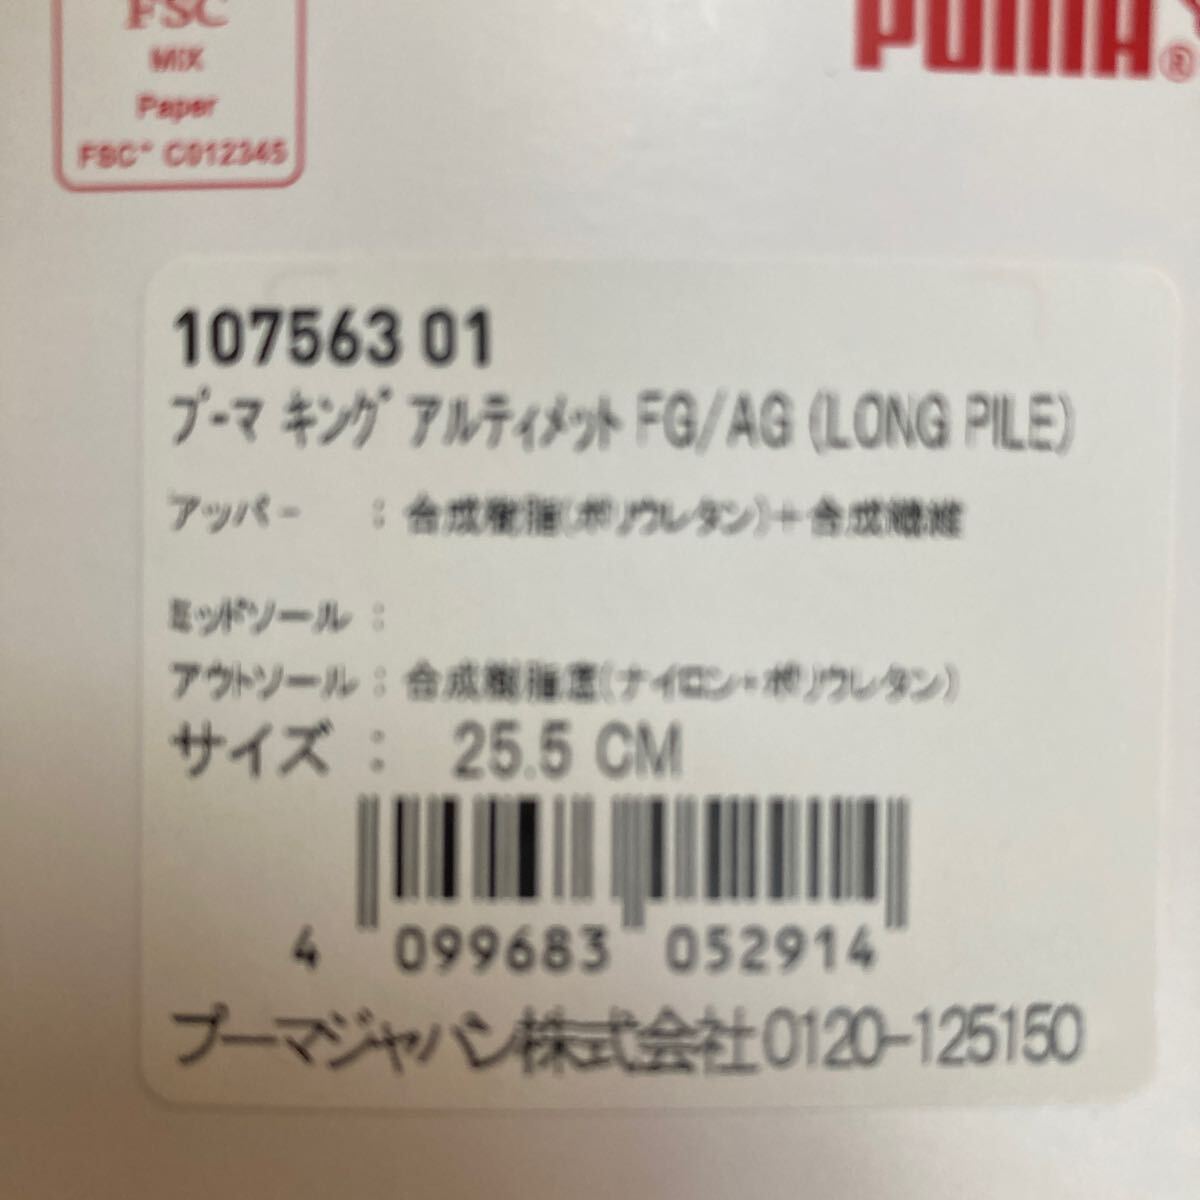 FSC
MIX
Paper
FSC™ C012345
PUMA®
107563 01
プーマ キング アルティメット FG/AG (LONG PILE)
アッパー : 合成樹脂(ポリウレタン)+合成繊維
ミッドソール :
アウトソール : 合成樹脂底(ナイロン・ポリウレタン)
サイズ : 25.5 CM
4 099683 052914
プーマジャパン株式会社0120-125150